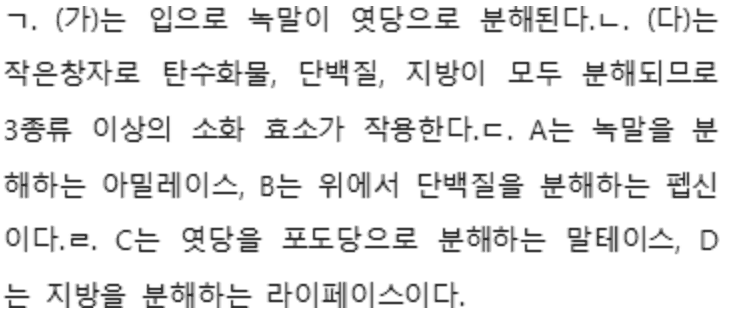 ㄱ. (가)는 입으로 녹말이 엿당으로 분해된다.ㄴ. (다)는
작은창자로 탄수화물, 단백질, 지방이 모두 분해되므로
3종류 이상의 소화 효소가 작용한다.ㄷ. A는 녹말을 분
해하는 아밀레이스, B는 위에서 단백질을 분해하는 펩신
이다.ㄹ. C는 엿당을 포도당으로 분해하는 말테이스, D
는 지방을 분해하는 라이페이스이다.